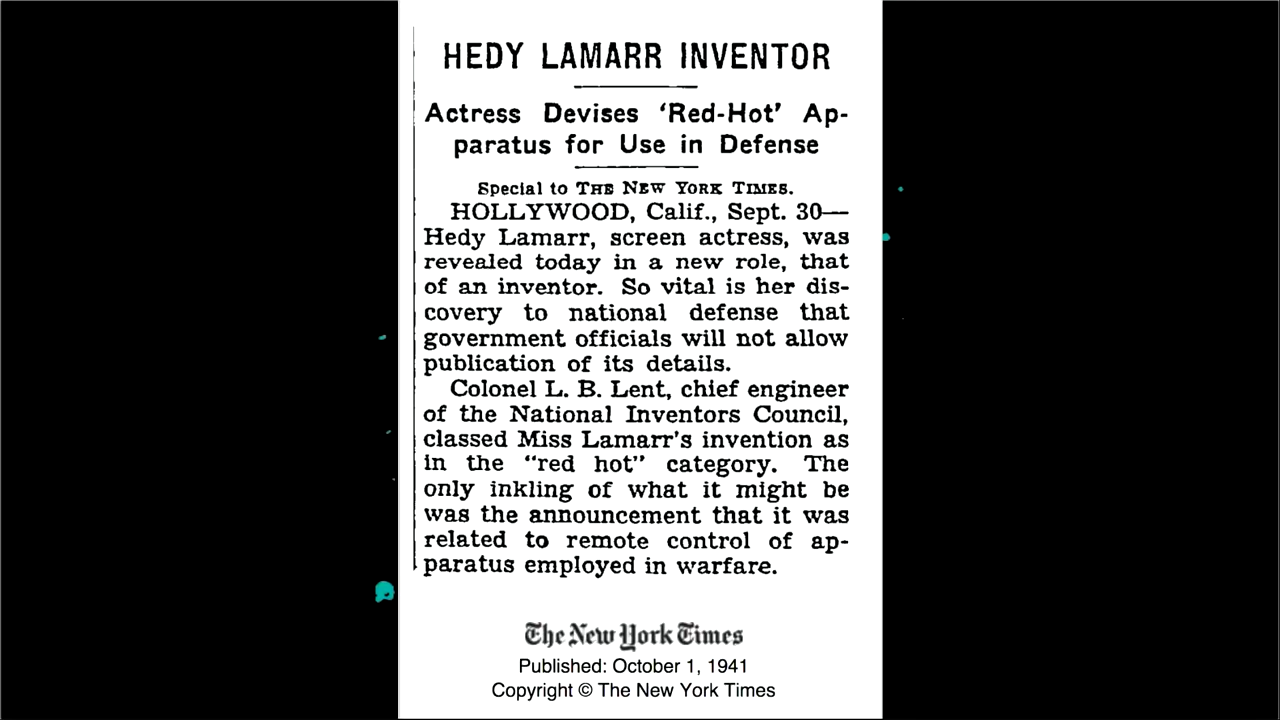 HEDY LAMARR INVENTOR
Actress Devises ‘Red-Hot’ Ap-
paratus for Use in Defense
Special to THE NEW YORK TIMES.
HOLLYWOOD, Calif., Sept. 30—
Hedy Lamarr, screen actress, was
revealed today in a new role, that
of an inventor. So vital is her dis-
covery to national defense that
government officials will not allow
publication of its details.
Colonel L. B. Lent, chief engineer
of the National Inventors Council,
classed Miss Lamarr’s invention as
in the “red hot” category. The
only inkling of what it might be
was the announcement that it was
related to remote control of ap-
paratus employed in warfare.
The New York Times
Published: October 1, 1941
Copyright © The New York Times